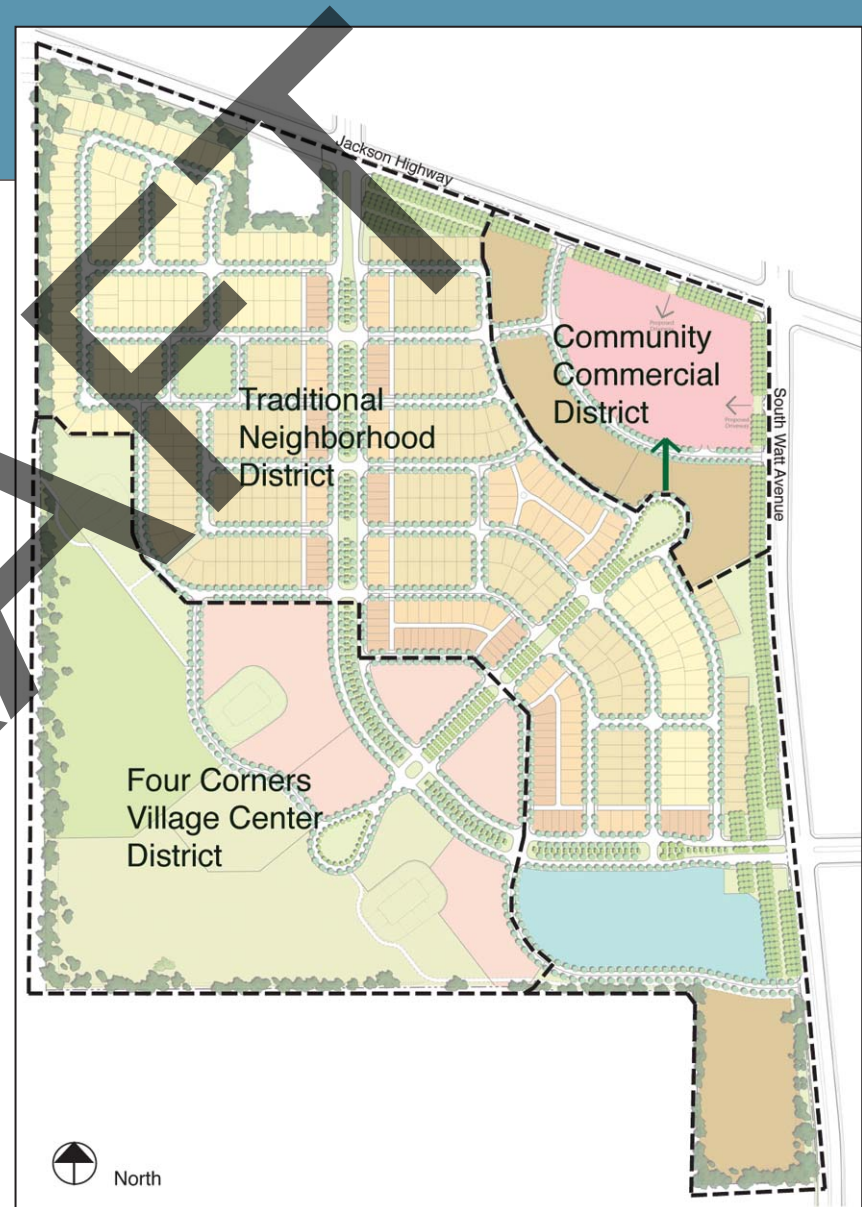 Jackson Highway
Community
Commercial
District
South Watt Avenue
Traditional
Neighborhood
District
Four Corners
Village Center
District
North